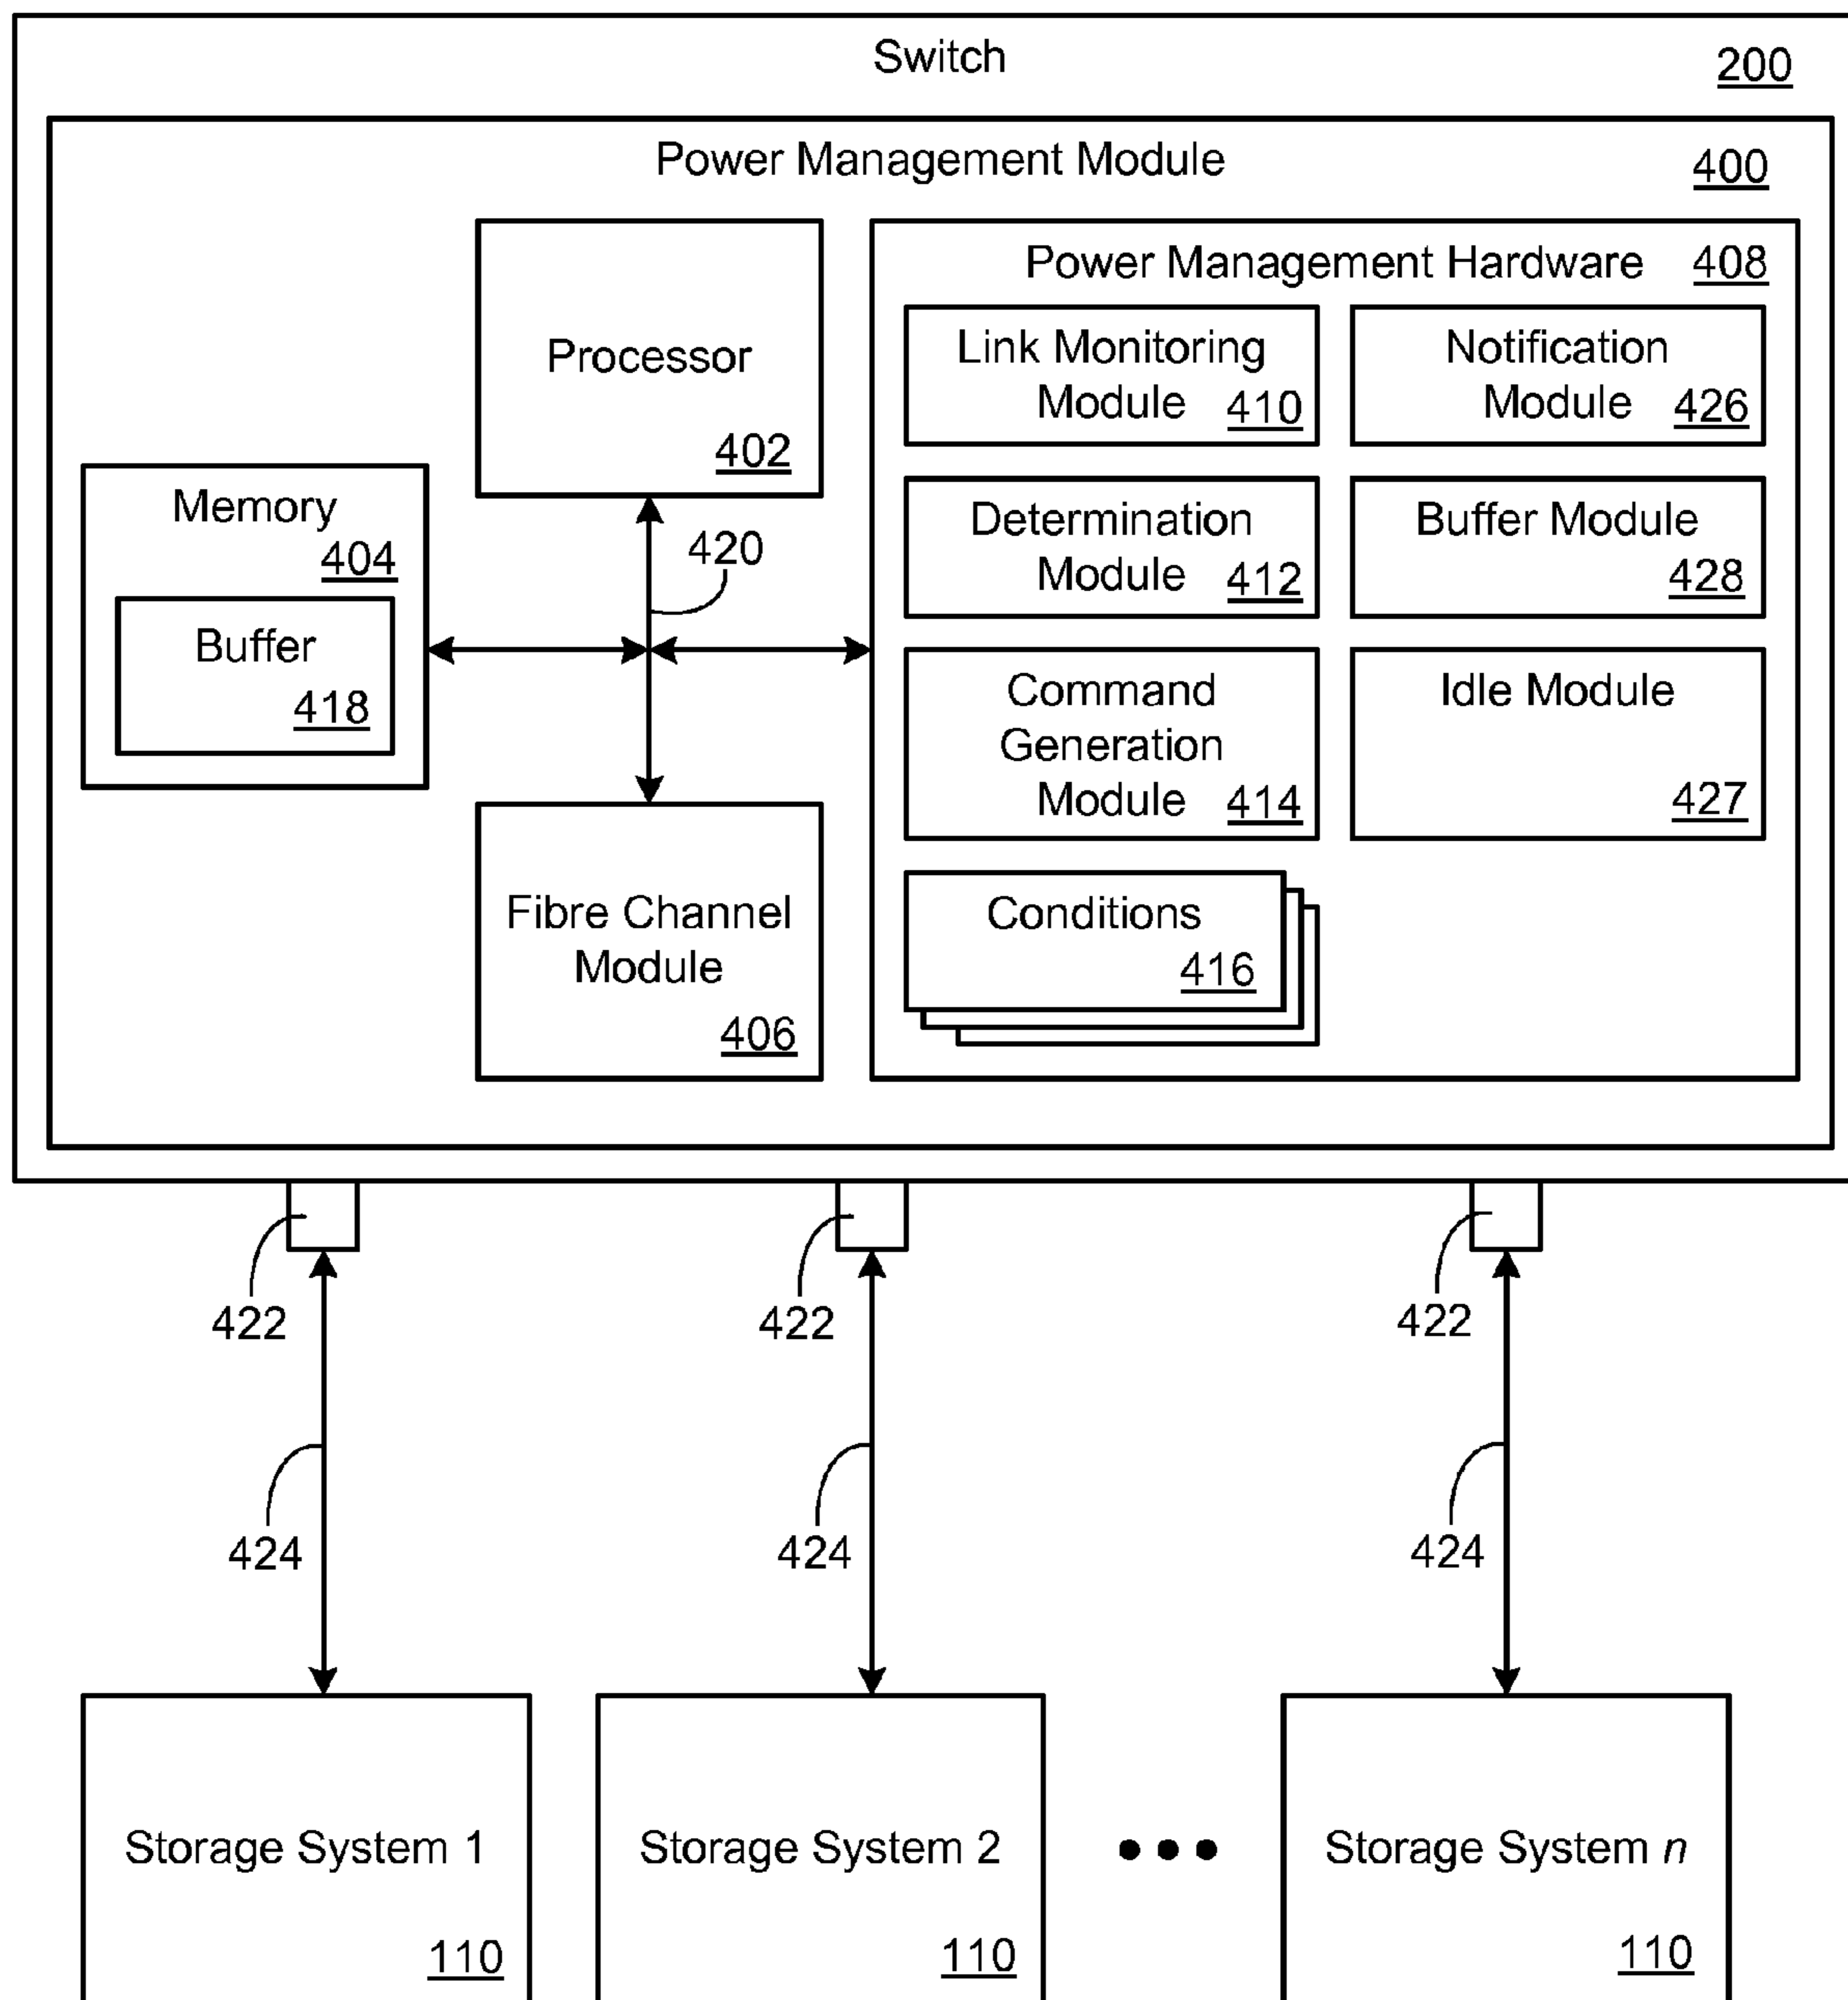 Switch
200
Power Management Module
400
Processor
402
Memory
404
Buffer
418
420
Fibre Channel
Module
406
Power Management Hardware 408
Link Monitoring
Module 410
Notification
Module 426
Determination
Module 412
Buffer Module
428
Command
Generation
Module 414
Idle Module
427
Conditions
416
422
422
422
424
424
424
Storage System 1
110
Storage System 2
110
Storage System n
110